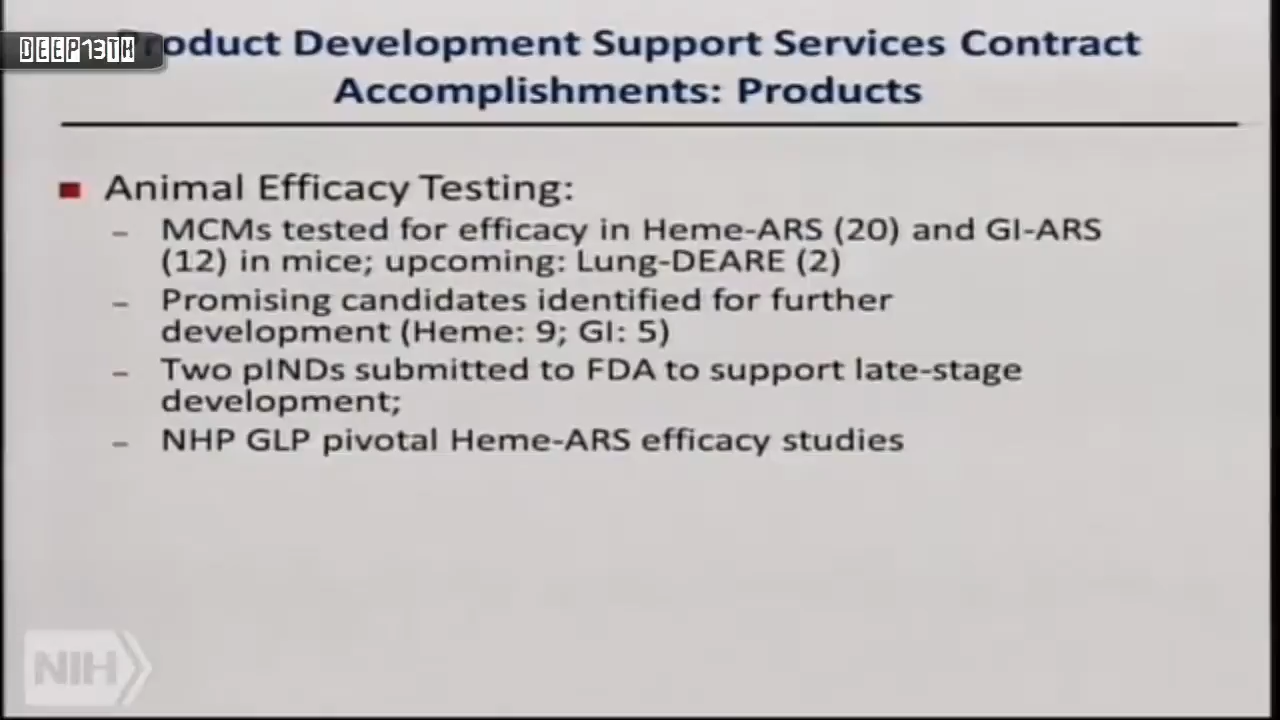 DEEP13TH
Product Development Support Services Contract
Accomplishments: Products
Animal Efficacy Testing:
– MCMs tested for efficacy in Heme-ARS (20) and GI-ARS
(12) in mice; upcoming: Lung-DEARE (2)
– Promising candidates identified for further
development (Heme: 9; GI: 5)
– Two pINDs submitted to FDA to support late-stage
development;
– NHP GLP pivotal Heme-ARS efficacy studies
NIH